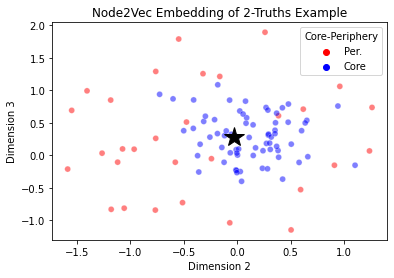 Node2Vec Embedding of 2-Truths Example
Core-Periphery
Per.
Core
Dimension 3
2.0
1.5
1.0
0.5
0.0
−0.5
−1.0
−1.5 −1.0 −0.5 0.0 0.5 1.0
Dimension 2